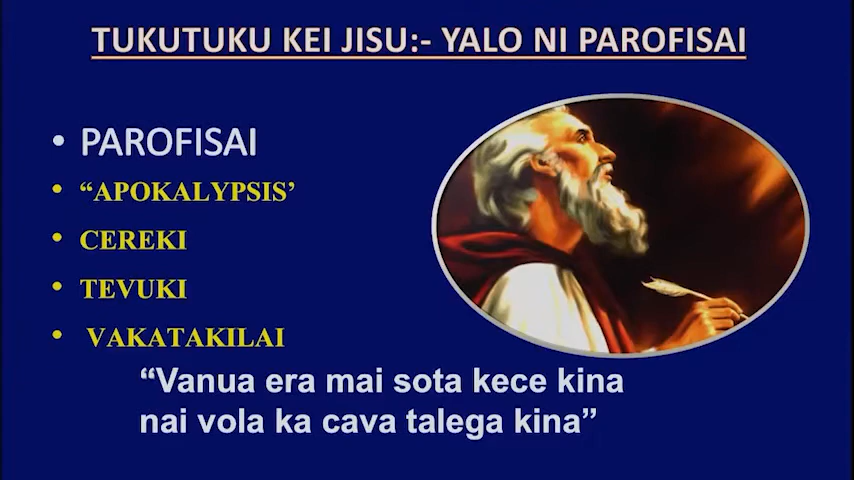 TUKUTUKU KEI JISU:- YALO NI PAROFISAI
• PAROFISAI
• “APOKALYPSIS’
• CEREKI
• TEVUKI
• VAKATAKILAI
“Vanua era mai sota kece kina
nai vola ka cava talega kina”